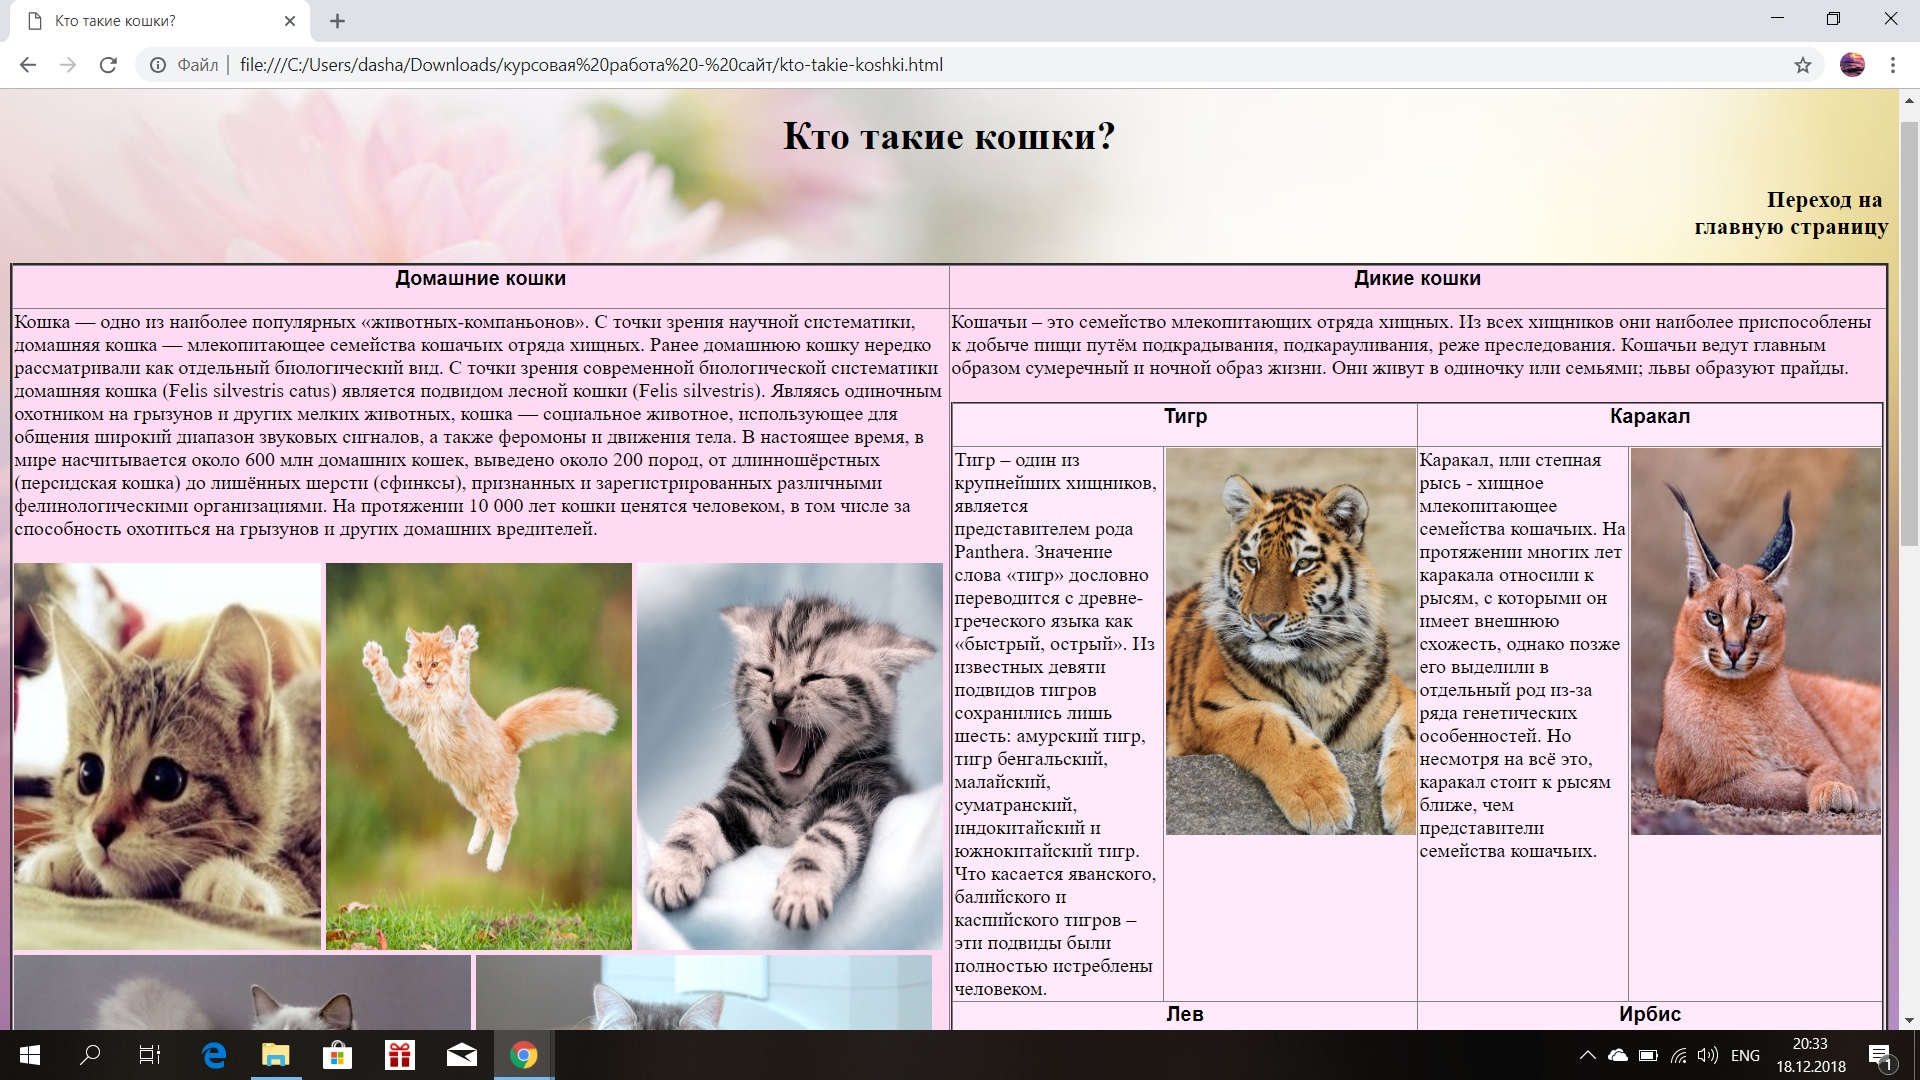 Кто такие кошки?
Файл
file:///C:/Users/dasha/Downloads/курсовая%20работа%20-%20сайт/kto-takie-koshki.html
Кто такие кошки?
Переход на
главную страницу
Домашние кошки
Кошка — одно из наиболее популярных «животных-компаньонов». С точки зрения научной систематики,
домашняя кошка — млекопитающее семейства кошачьих отряда хищных. Ранее домашнюю кошку нередко
рассматривали как отдельный биологический вид. С точки зрения современной биологической систематики
домашняя кошка (Felis silvestris catus) является подвидом лесной кошки (Felis silvestris). Являясь одиночным
охотником на грызунов и других мелких животных, кошка — социальное животное, использующее для
общения широкий диапазон звуковых сигналов, а также феромоны и движения тела. В настоящее время, в
мире насчитывается около 600 млн домашних кошек, выведено около 200 пород, от длинношёрстных
(персидская кошка) до лишённых шерсти (сфинксы), признанных и зарегистрированных различными
фелинологическими организациями. На протяжении 10 000 лет кошки ценятся человеком, в том числе за
способность охотиться на грызунов и других домашних вредителей.
Дикие кошки
Кошачьи – это семейство млекопитающих отряда хищных. Из всех хищников они наиболее приспособлены
к добыче пищи путём подкрадывания, подкарауливания, реже преследования. Кошачьи ведут главным
образом сумеречный и ночной образ жизни. Они живут в одиночку или семьями; львы образуют прайды.
Тигр
Тигр – один из
крупнейших хищников,
является
представителем рода
Panthera. Значение
слова «тигр» дословно
переводится с древне-
греческого языка как
«быстрый, острый». Из
известных девяти
подвидов тигров
сохранились лишь
шесть: амурский тигр,
тигр бенгальский,
малайский,
суматранский,
индокитайский и
южнокитайский тигр.
Что касается яванского,
балийского и
каспийского тигров –
эти подвиды были
полностью истреблены
человеком.
Каракал
Каракал, или степная
рысь - хищное
млекопитающее
семейства кошачьих. На
протяжении многих лет
каракала относили к
рысям, с которыми он
имеет внешнюю
схожесть, однако позже
его выделили в
отдельный род из-за
ряда генетических
особенностей. Но
несмотря на всё это,
каракал стоит к рысям
ближе, чем
представители
семейства кошачьих.
Лев
Ирбис
ENG
20:33
18.12.2018
1